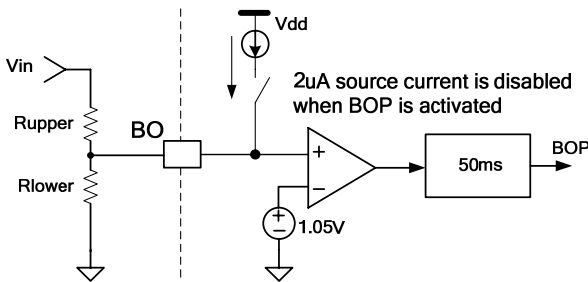 Vdd
Vin
2uA source current is disabled
when BOP is activated
Rupper
BO
+
−
50ms
BOP
Rlower
+
−
1.05V